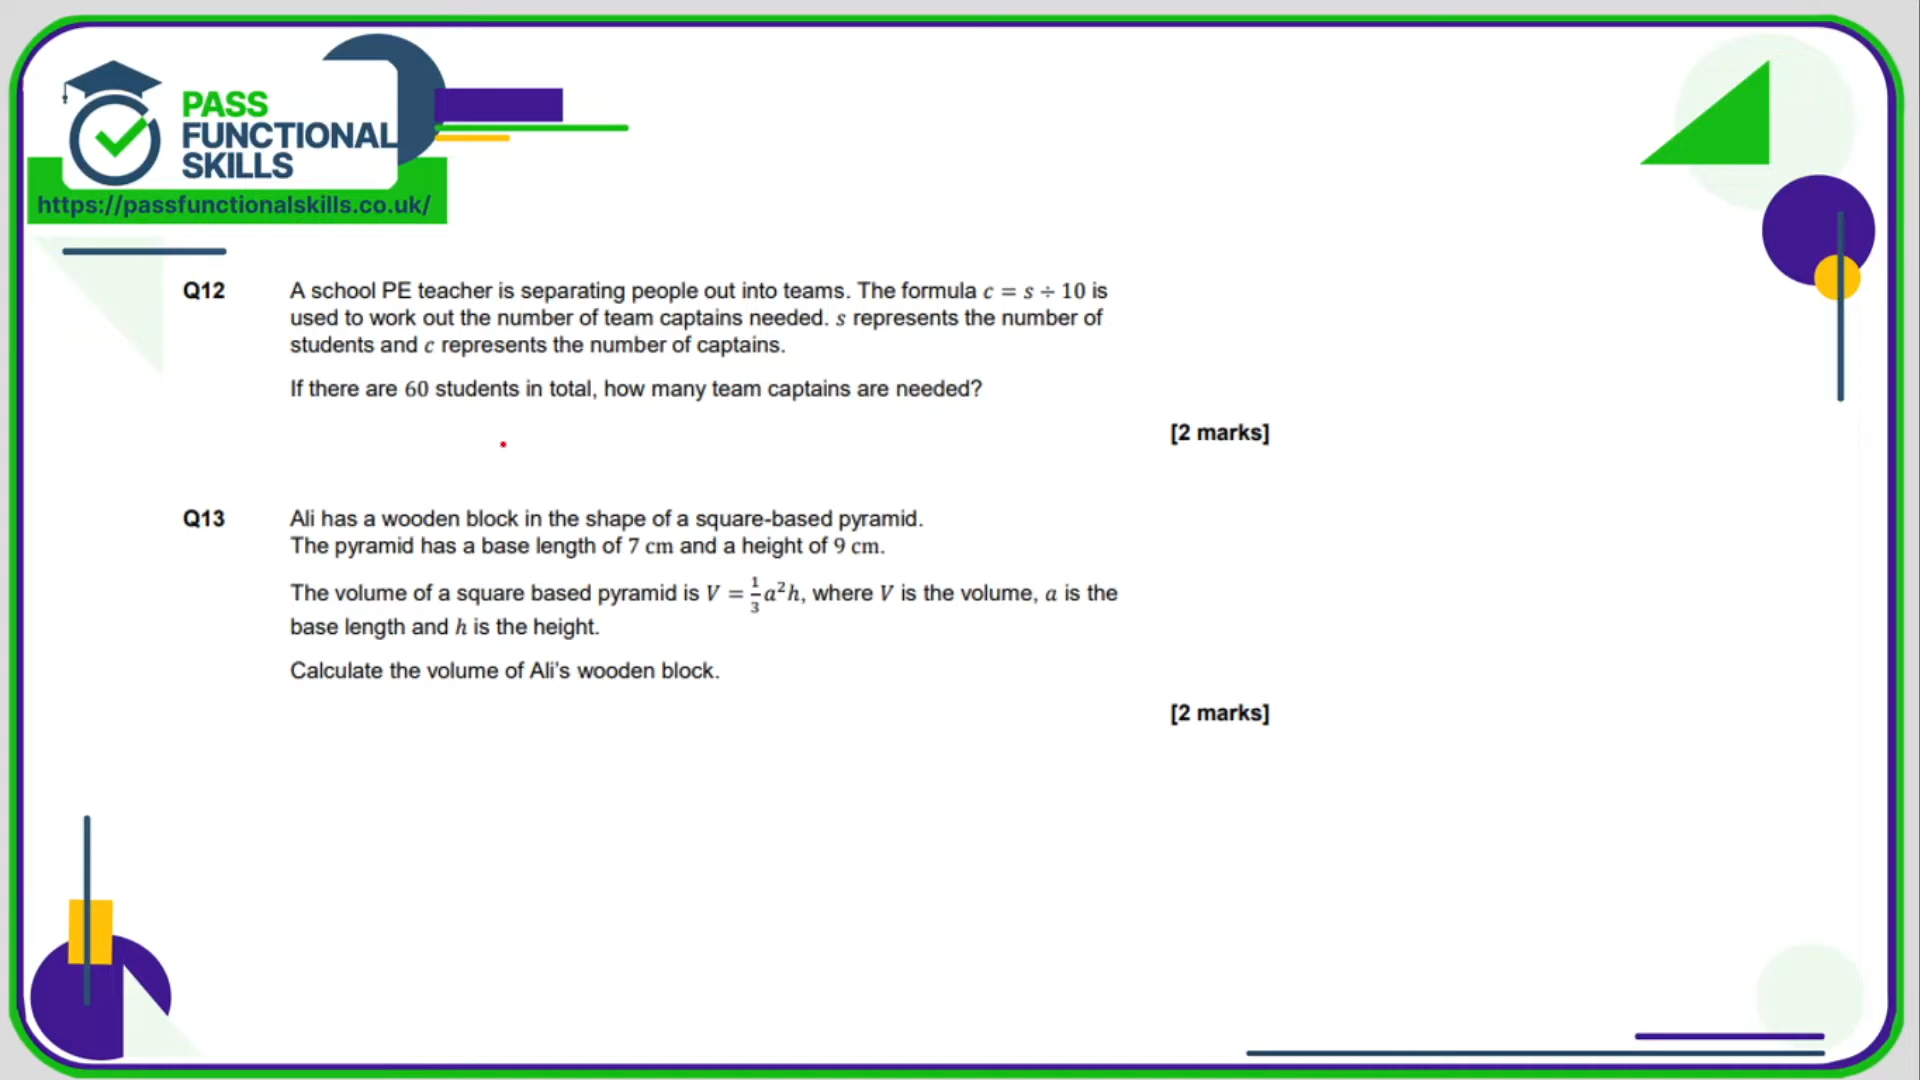 PASS
FUNCTIONAL
SKILLS
https://passfunctionalskills.co.uk/
Q12 A school PE teacher is separating people out into teams. The formula c = s ÷ 10 is
used to work out the number of team captains needed. s represents the number of
students and c represents the number of captains.
If there are 60 students in total, how many team captains are needed?
[2 marks]
Q13 Ali has a wooden block in the shape of a square-based pyramid.
The pyramid has a base length of 7 cm and a height of 9 cm.
The volume of a square based pyramid is V = 1/3 a²h, where V is the volume, a is the
base length and h is the height.
Calculate the volume of Ali's wooden block.
[2 marks]